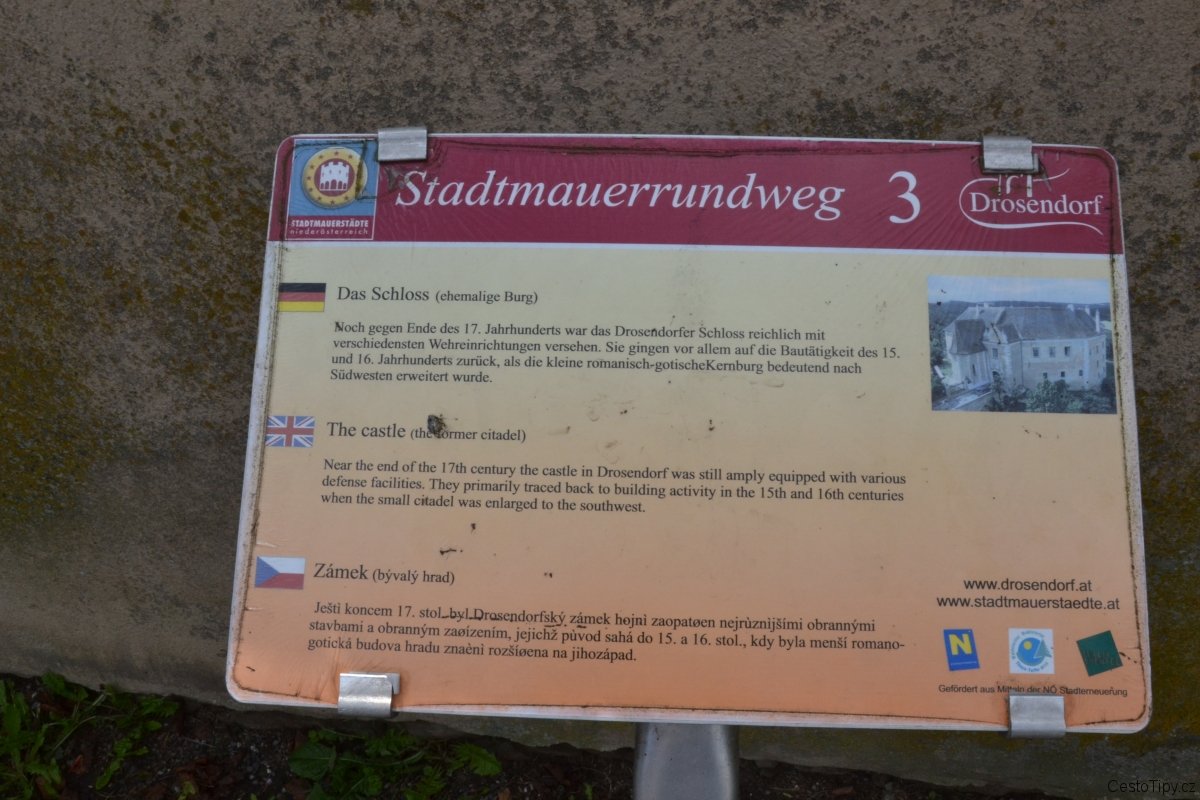 Stadtmauerrundweg 3
Drosendorf
STADTMAUERSTÄDTE
niederösterreich
Das Schloss (ehemalige Burg)
Noch gegen Ende des 17. Jahrhunderts war das Drosendorfer Schloss reichlich mit
verschiedensten Wehreinrichtungen versehen. Sie gingen vor allem auf die Bautätigkeit des 15.
und 16. Jahrhunderts zurück, als die kleine romanisch-gotischeKernburg bedeutend nach
Südwesten erweitert wurde.
The castle (the former citadel)
Near the end of the 17th century the castle in Drosendorf was still amply equipped with various
defense facilities. They primarily traced back to building activity in the 15th and 16th centuries
when the small citadel was enlarged to the southwest.
Zámek (bývalý hrad)
Ještì koncem 17. stol. byl Drosendorfský zámek hojnì zaopatøen nejrùznijšími obrannými
stavbami a obranným zaøizením, jejichž pùvod sahá do 15. a 16. stol., kdy byla menší romano-
gotická budova hradu znaènì rozšíøena na jihozápad.
www.drosendorf.at
www.stadtmauerstaedte.at
N
Gefördert aus Mitteln der NÖ Stadterneuerung
CestoTipy.cz